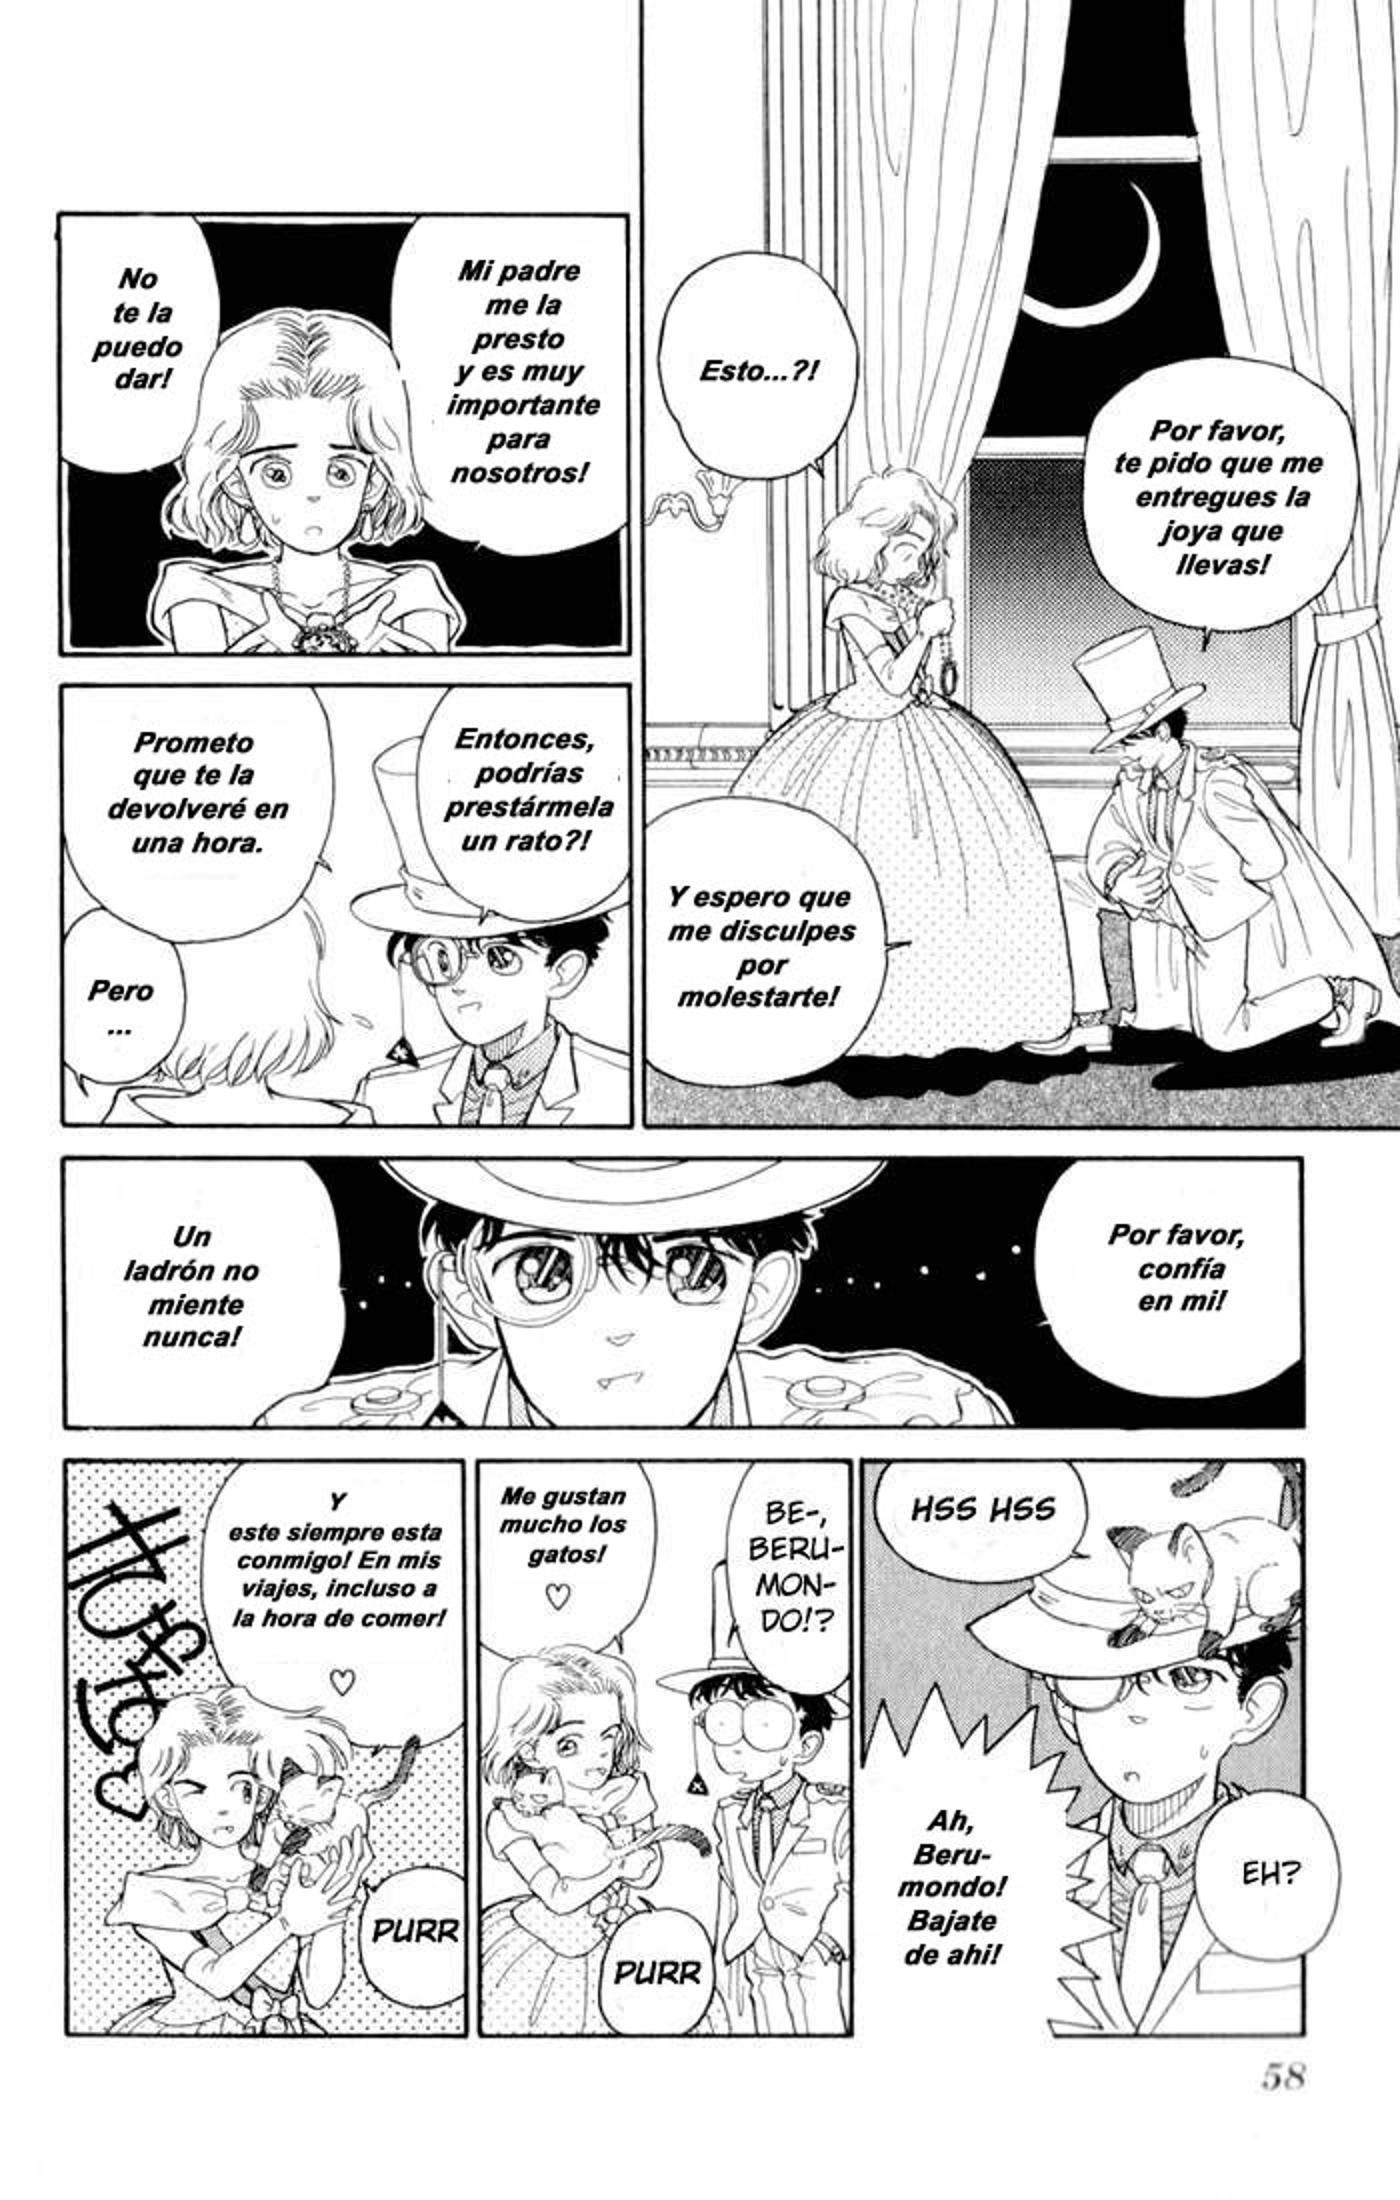 Por favor,
te pido que me
entregues la
joya que
llevas!
Esto...?!
Y espero que
me disculpes
por
molestarte!
Mi padre
me la
presto
y es muy
importante
para
nosotros!
No
te la
puedo
dar!
Entonces,
podrías
prestármela
un rato?!
Prometo
que te la
devolveré en
una hora.
Pero
...
Por favor,
confía
en mi!
Un
ladrón no
miente
nunca!
HSS HSS
EH?
Ah,
Beru-
mondo!
Bajate
de ahi!
BE-,
BERU-
MON-
DO!?
Me gustan
mucho los
gatos!
♡
PURR
Y
este siempre esta
conmigo! En mis
viajes, incluso a
la hora de comer!
♡
PURR
58